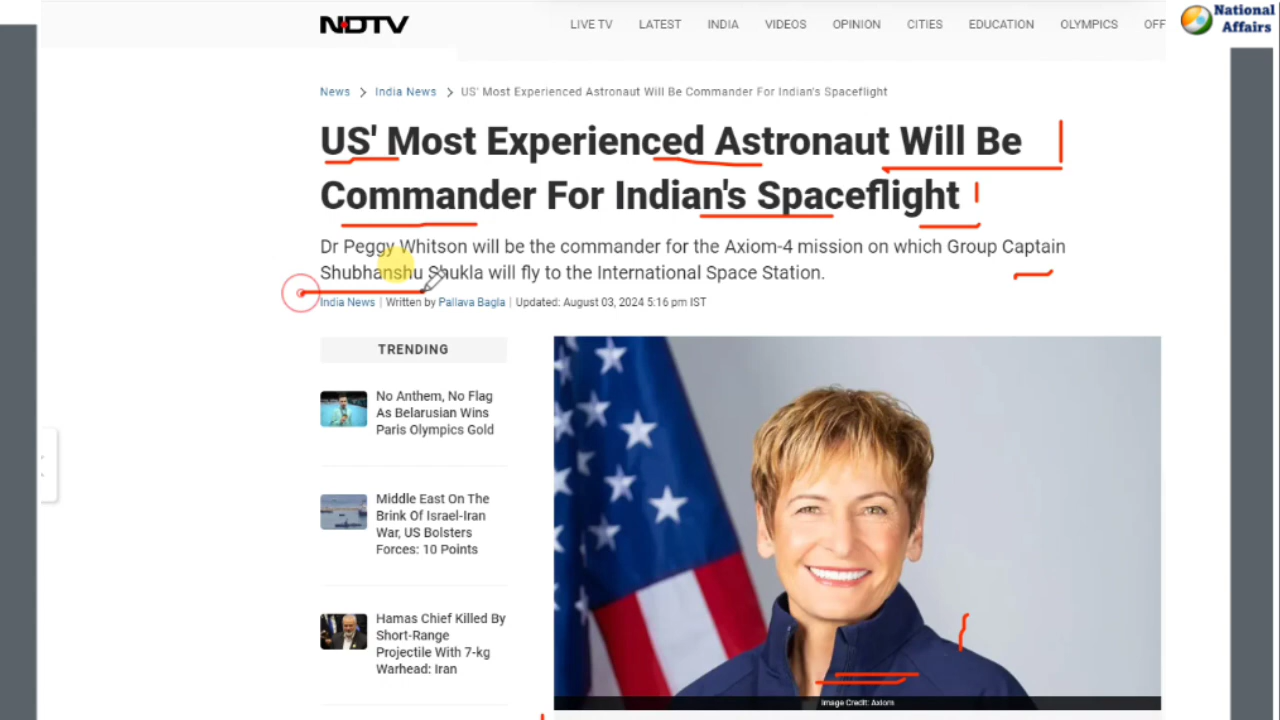 NDTV
LIVE TV LATEST INDIA VIDEOS OPINION CITIES EDUCATION OLYMPICS OFF
National
Affairs
News > India News > US' Most Experienced Astronaut Will Be Commander For Indian's Spaceflight
US' Most Experienced Astronaut Will Be
Commander For Indian's Spaceflight
Dr Peggy Whitson will be the commander for the Axiom-4 mission on which Group Captain
Shubhanshu Shukla will fly to the International Space Station.
India News | Written by Pallava Bagla | Updated: August 03, 2024 5:16 pm IST
TRENDING
No Anthem, No Flag
As Belarusian Wins
Paris Olympics Gold
Middle East On The
Brink Of Israel-Iran
War, US Bolsters
Forces: 10 Points
Hamas Chief Killed By
Short-Range
Projectile With 7-kg
Warhead: Iran
Image Credit: Axiom